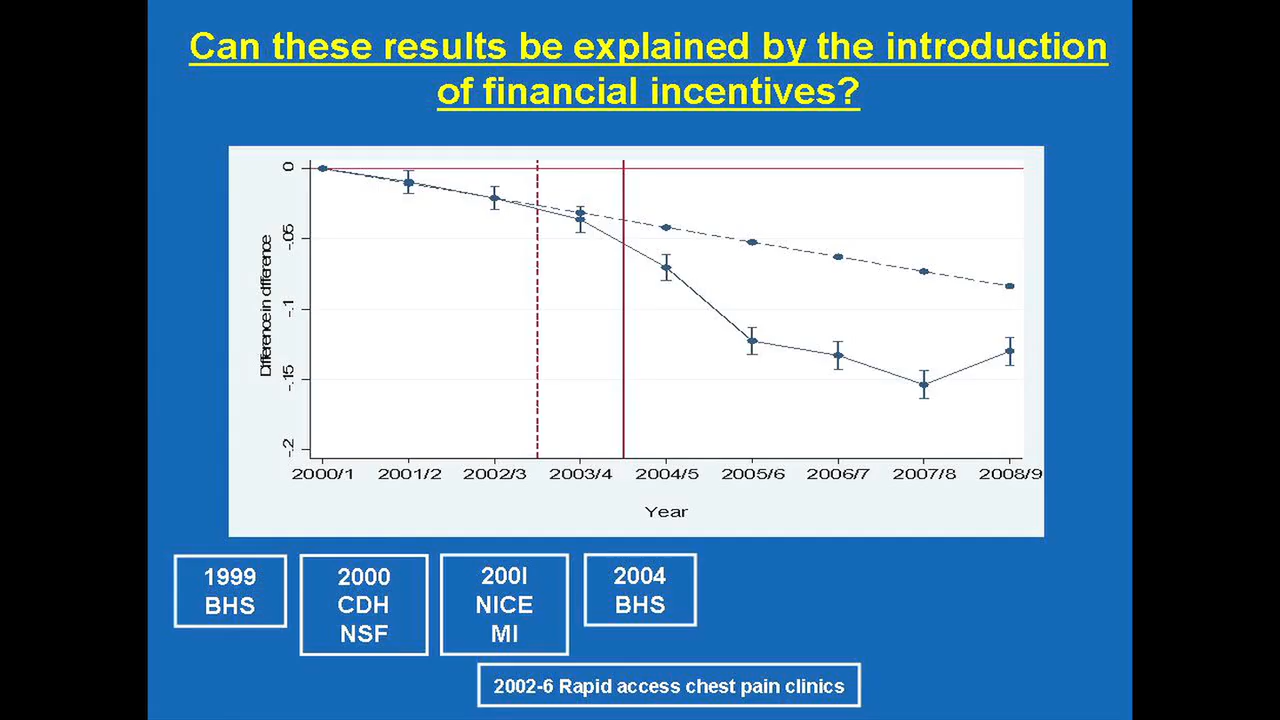 Can these results be explained by the introduction
of financial incentives?
Difference in difference
0
-.05
-.1
-.15
-.2
2000/1 2001/2 2002/3 2003/4 2004/5 2005/6 2006/7 2007/8 2008/9
Year
1999
BHS
2000
CDH
NSF
200I
NICE
MI
2004
BHS
2002-6 Rapid access chest pain clinics